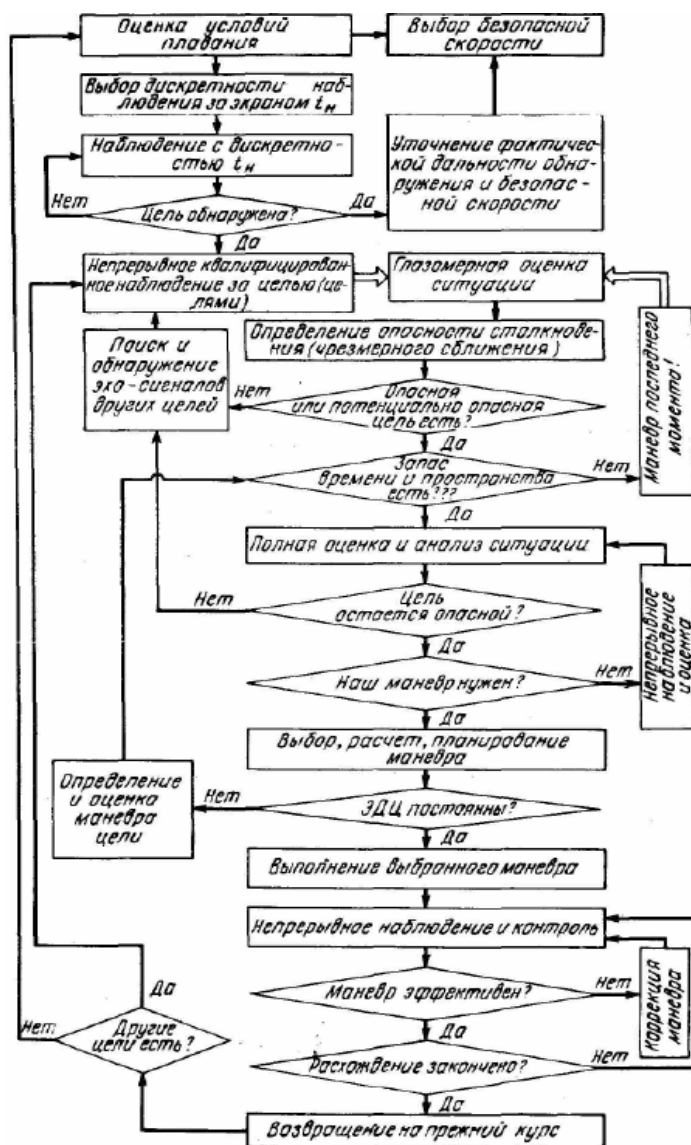 Оценка условий
плавания
Выбор безопасной
скорости
Выбор дискретности наб-
людения за экраном tн
Наблюдение с дискретно-
стью tн
Уточнение фактичес-
кой дальности обна-
ружения и безопас-
ной скорости
Нет
Цель обнаружена?
Да
Да
Непрерывное квалифицирован-
ное наблюдение за целью (це-
лями)
Глазомерная оценка
ситуации
Поиск и
обнаружение
эхо-сигналов
других целей
Определение опасности столкнове-
ния (чрезмерного сближения)
Маневр последнего
момента!
Нет
Опасная
или потенциально опасная
цель есть?
Да
Запас
времени и пространства
есть???
Нет
Да
Полная оценка и анализ ситуации
Нет
Цель
остается опасной?
Да
Непрерывное
наблюдение
и оценка
Наш маневр нужен?
Нет
Да
Выбор, расчет, планирование
маневра
Определение
и оценка
маневра
цели
Нет
ЭДЦ постоянны?
Да
Выполнение выбранного маневра
Непрерывное наблюдение и контроль
Коррекция
маневра
Маневр эффективен?
Нет
Да
Да
Нет
Другие
цели есть?
Расхождение закончено?
Нет
Да
Возвращение на прежний курс